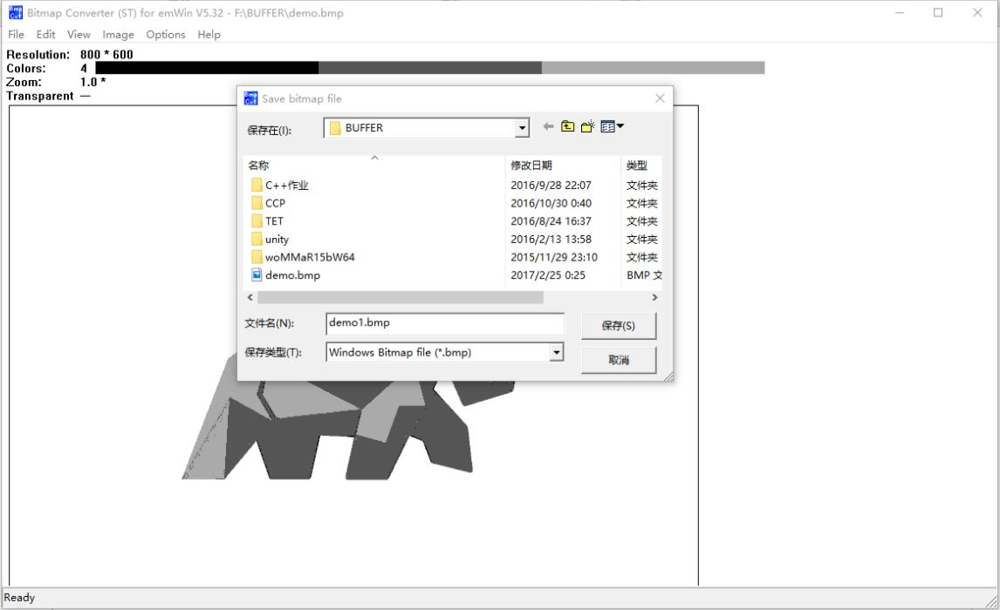 Bitmap Converter (ST) for emWin V5.32 - F:\BUFFER\demo.bmp
File Edit View Image Options Help
Resolution: 800 * 600
Colors: 4
Zoom: 1.0 *
Transparent —
Save bitmap file
保存在(I): BUFFER
名称 修改日期 类型
C++作业 2016/9/28 22:07 文件夹
CCP 2016/10/30 0:40 文件夹
TET 2016/8/24 16:37 文件夹
unity 2016/2/13 13:58 文件夹
woMMaR15bW64 2015/11/29 23:10 文件夹
demo.bmp 2017/2/25 0:25 BMP 文
文件名(N): demo1.bmp 保存(S)
保存类型(T): Windows Bitmap file (*.bmp)
取消
Ready